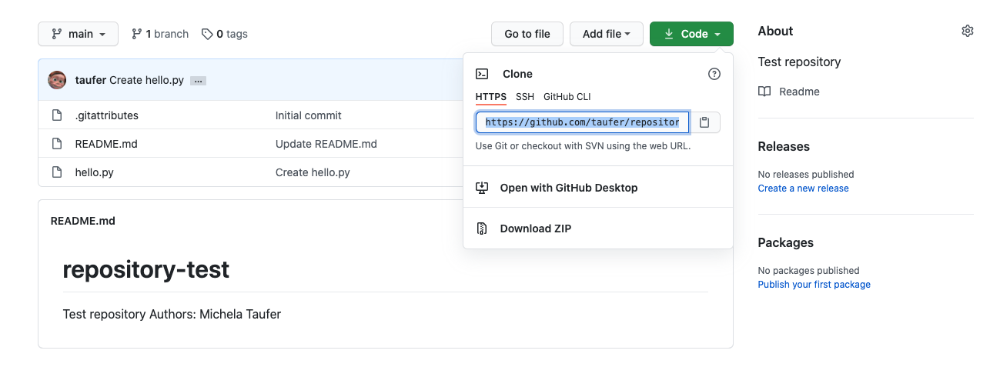 main 1 branch 0 tags Go to file Add file Code
taufer Create hello.py ...
.gitattributes Initial commit
README.md Update README.md
hello.py Create hello.py
Clone
HTTPS SSH GitHub CLI
https://github.com/taufer/repositor
Use Git or checkout with SVN using the web URL.
Open with GitHub Desktop
Download ZIP
README.md
repository-test
Test repository Authors: Michela Taufer
About
Test repository
Readme
Releases
No releases published
Create a new release
Packages
No packages published
Publish your first package